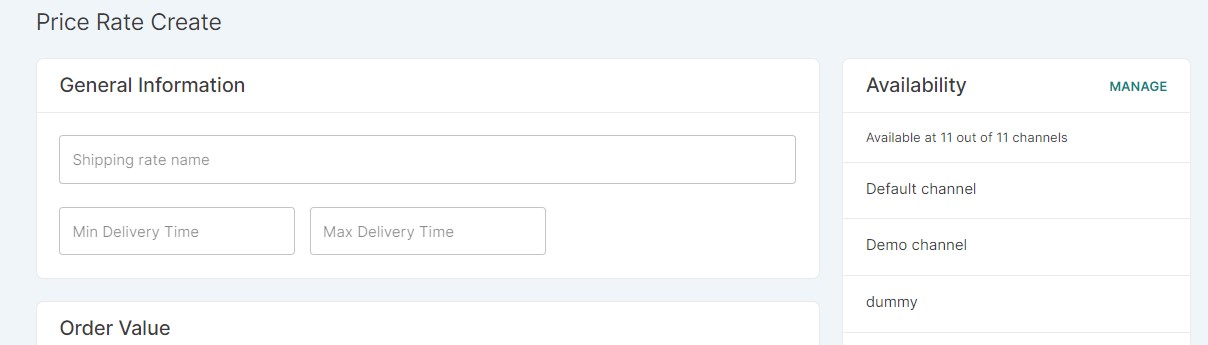 Price Rate Create
General Information
Shipping rate name
Min Delivery Time
Max Delivery Time
Order Value
Availability
MANAGE
Available at 11 out of 11 channels
Default channel
Demo channel
dummy